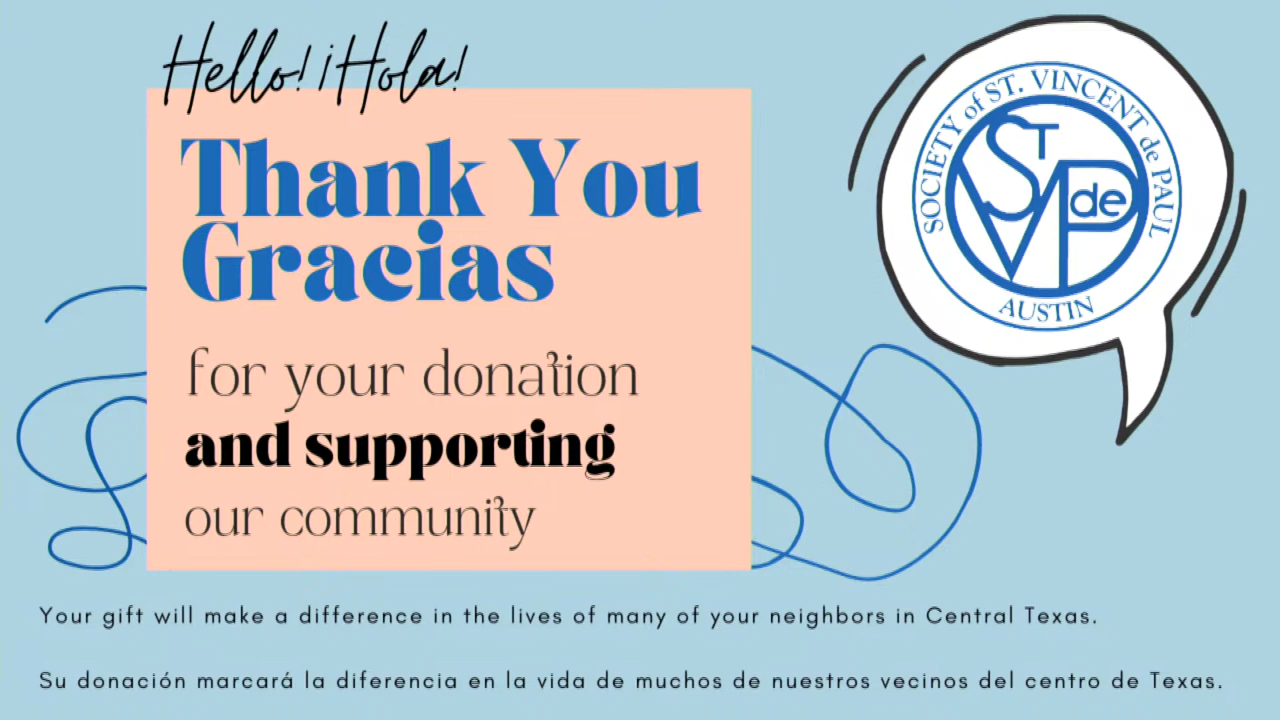 Hello! ¡Hola!
Thank You
Gracias
for your donation
and supporting
our community
SOCIETY of ST. VINCENT de PAUL
ST
V de P
AUSTIN
Your gift will make a difference in the lives of many of your neighbors in Central Texas.
Su donación marcará la diferencia en la vida de muchos de nuestros vecinos del centro de Texas.